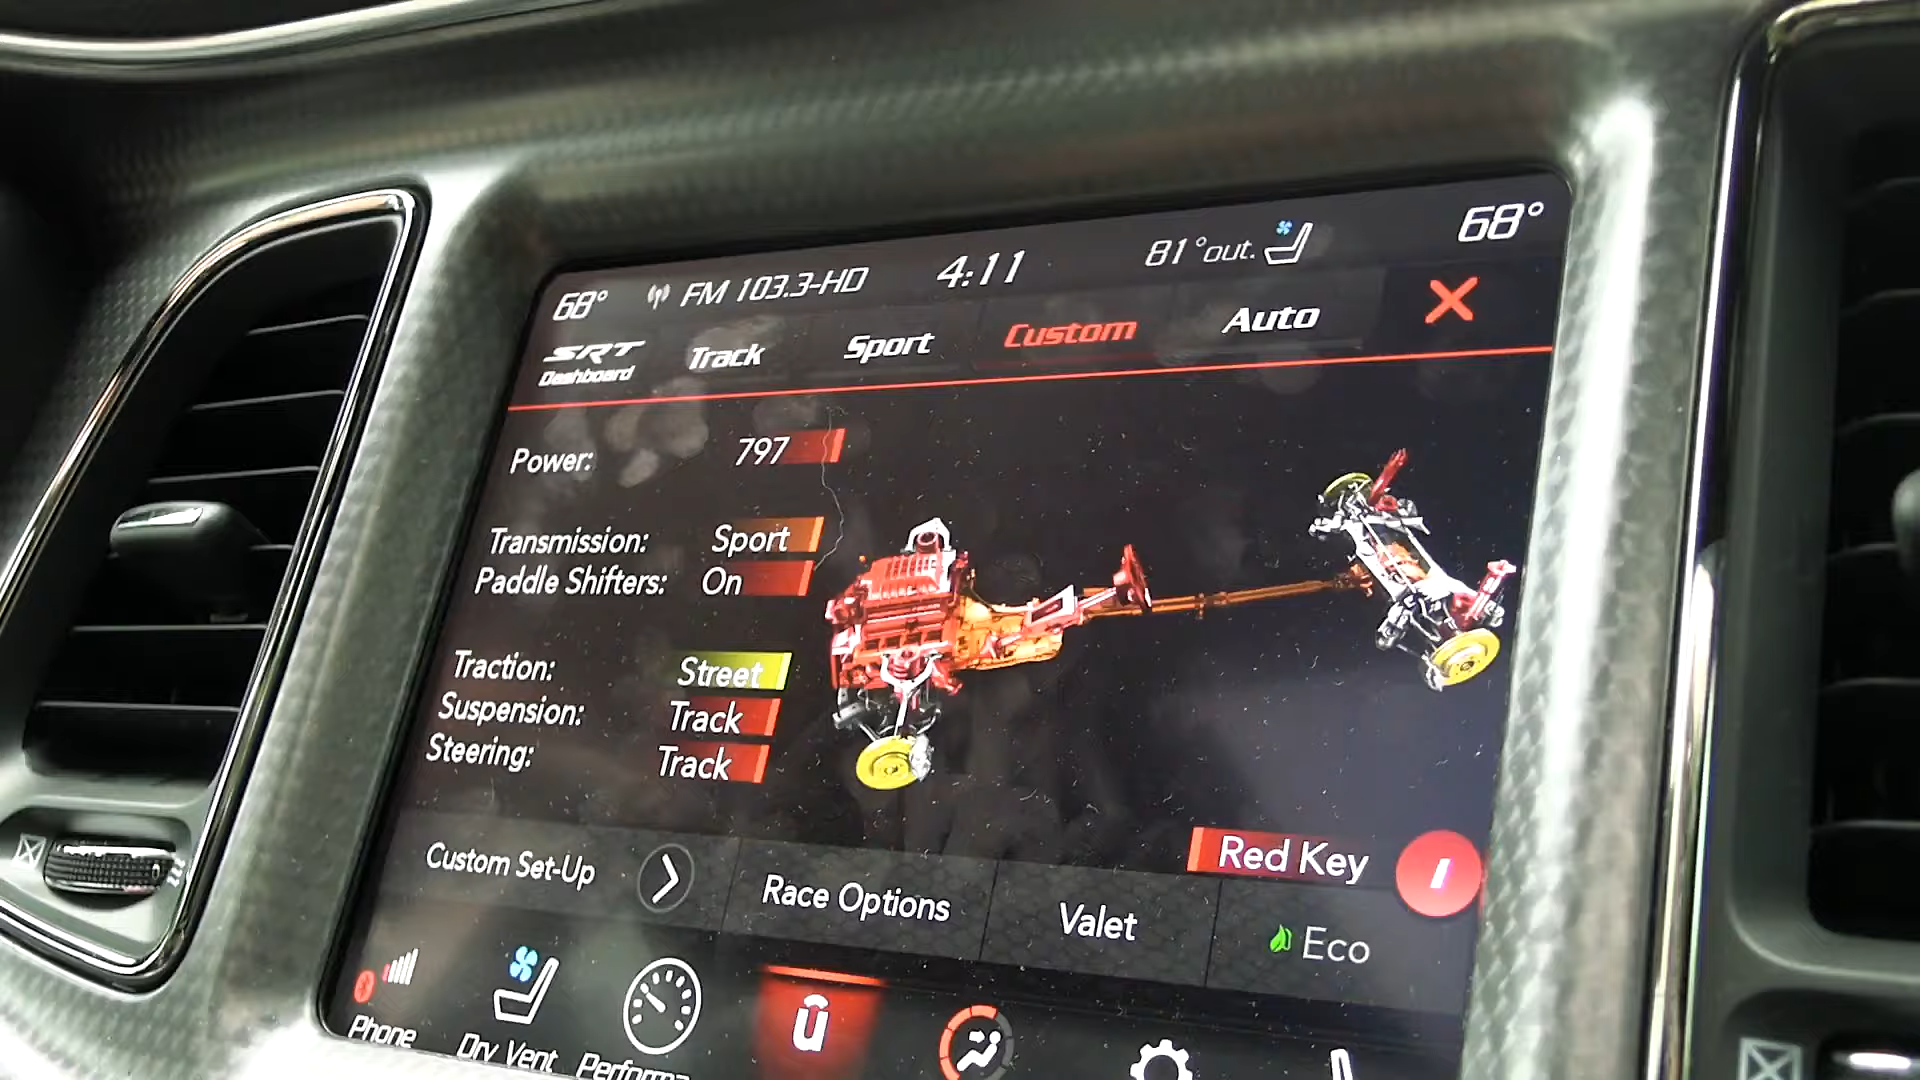 68° FM 103.3-HD 4:11 81°out. 68°
SRT Dashboard Track Sport Custom Auto
Power: 797
Transmission: Sport
Paddle Shifters: On
Traction: Street
Suspension: Track
Steering: Track
Red Key
Custom Set-Up Race Options Valet Eco
Phone Dry Vent Performa